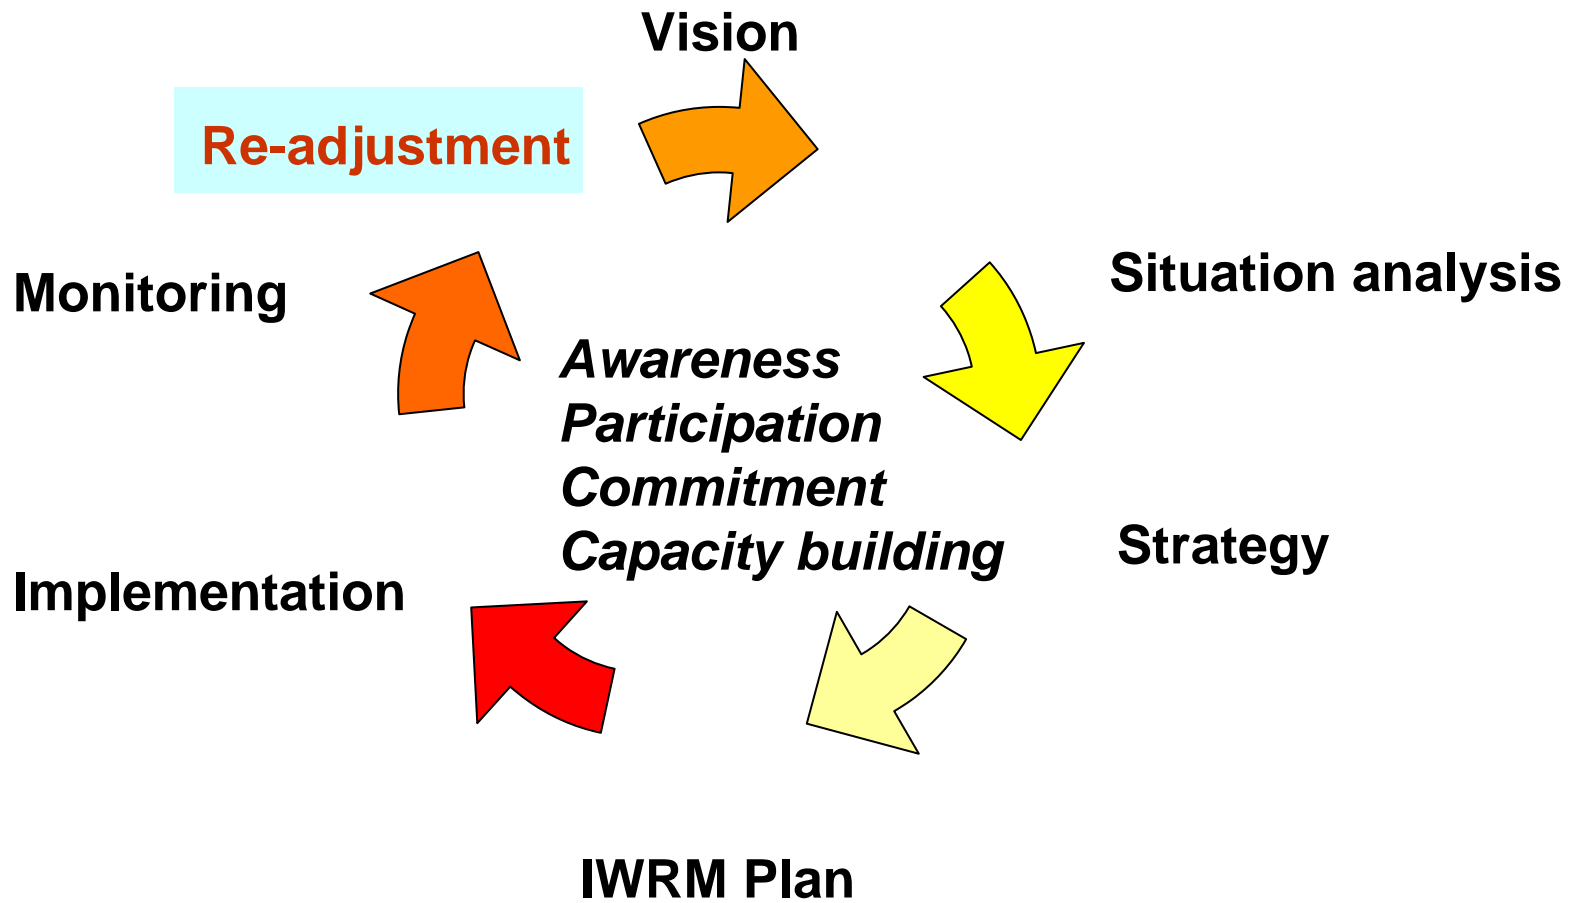 Vision
Re-adjustment
Situation analysis
Monitoring
Awareness
Participation
Commitment
Capacity building
Strategy
Implementation
IWRM Plan